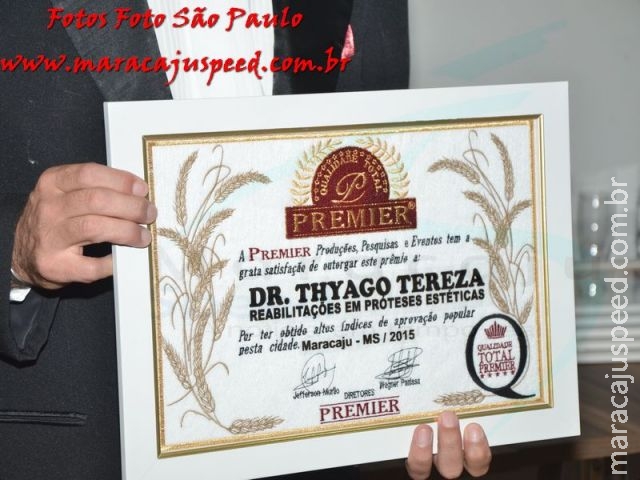 Fotos Foto São Paulo
www.maracajuspeed.com.br
QUALIDADE TOTAL
P
PREMIER®
A PREMIER Produções, Pesquisas e Eventos tem a
grata satisfação de outorgar este prêmio à:
DR. THYAGO TEREZA
REABILITAÇÕES EM PRÓTESES ESTÉTICAS
Por ter obtido altos índices de aprovação popular
nesta cidade. Maracaju - MS / 2015
Jefferson Murilo
DIRETORES
PREMIER
QUALIDADE
TOTAL
PREMIER
maracajuspeed.com.br